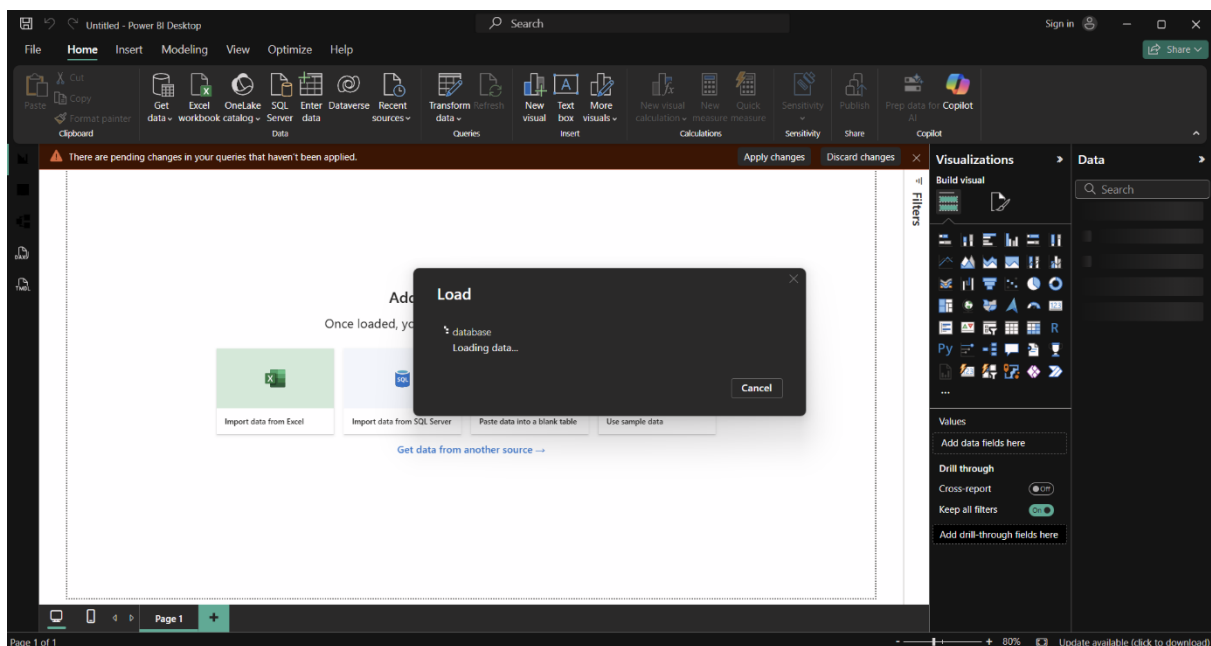 Untitled - Power BI Desktop
Search
Sign in
File Home Insert Modeling View Optimize Help
Share
Paste
Cut
Copy
Format painter
Clipboard
Get data
Excel workbook
OneLake catalog
SQL Server
Enter data
Dataverse
Recent sources
Data
Transform data
Refresh
Queries
New visual
Text box
More visuals
Insert
New visual calculation
New measure
Quick measure
Calculations
Sensitivity
Sensitivity
Publish
Share
Prep data for AI
Copilot
Copilot
There are pending changes in your queries that haven't been applied.
Apply changes
Discard changes
Filters
DAX
TMDL
Add
Once loaded, yo
Load
database
Loading data...
Cancel
SQL
Import data from Excel
Import data from SQL Server
Paste data into a blank table
Use sample data
Get data from another source →
Visualizations
Build visual
123
R
Py
...
Values
Add data fields here
Drill through
Cross-report
Off
Keep all filters
On
Add drill-through fields here
Data
Search
Page 1
Page 1 of 1
- + 80%
Update available (click to download)